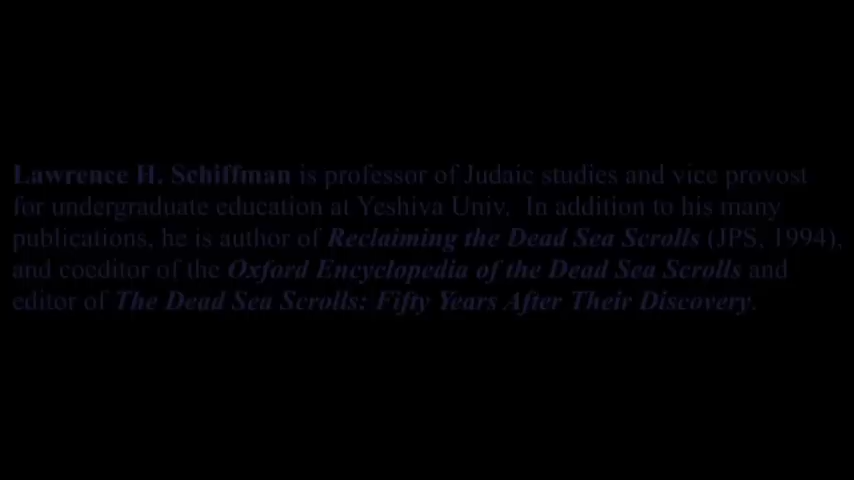 Lawrence H. Schiffman is professor of Judaic studies and vice provost
for undergraduate education at Yeshiva Univ. In addition to his many
publications, he is author of Reclaiming the Dead Sea Scrolls (JPS, 1994),
and coeditor of the Oxford Encyclopedia of the Dead Sea Scrolls and
editor of The Dead Sea Scrolls: Fifty Years After Their Discovery.